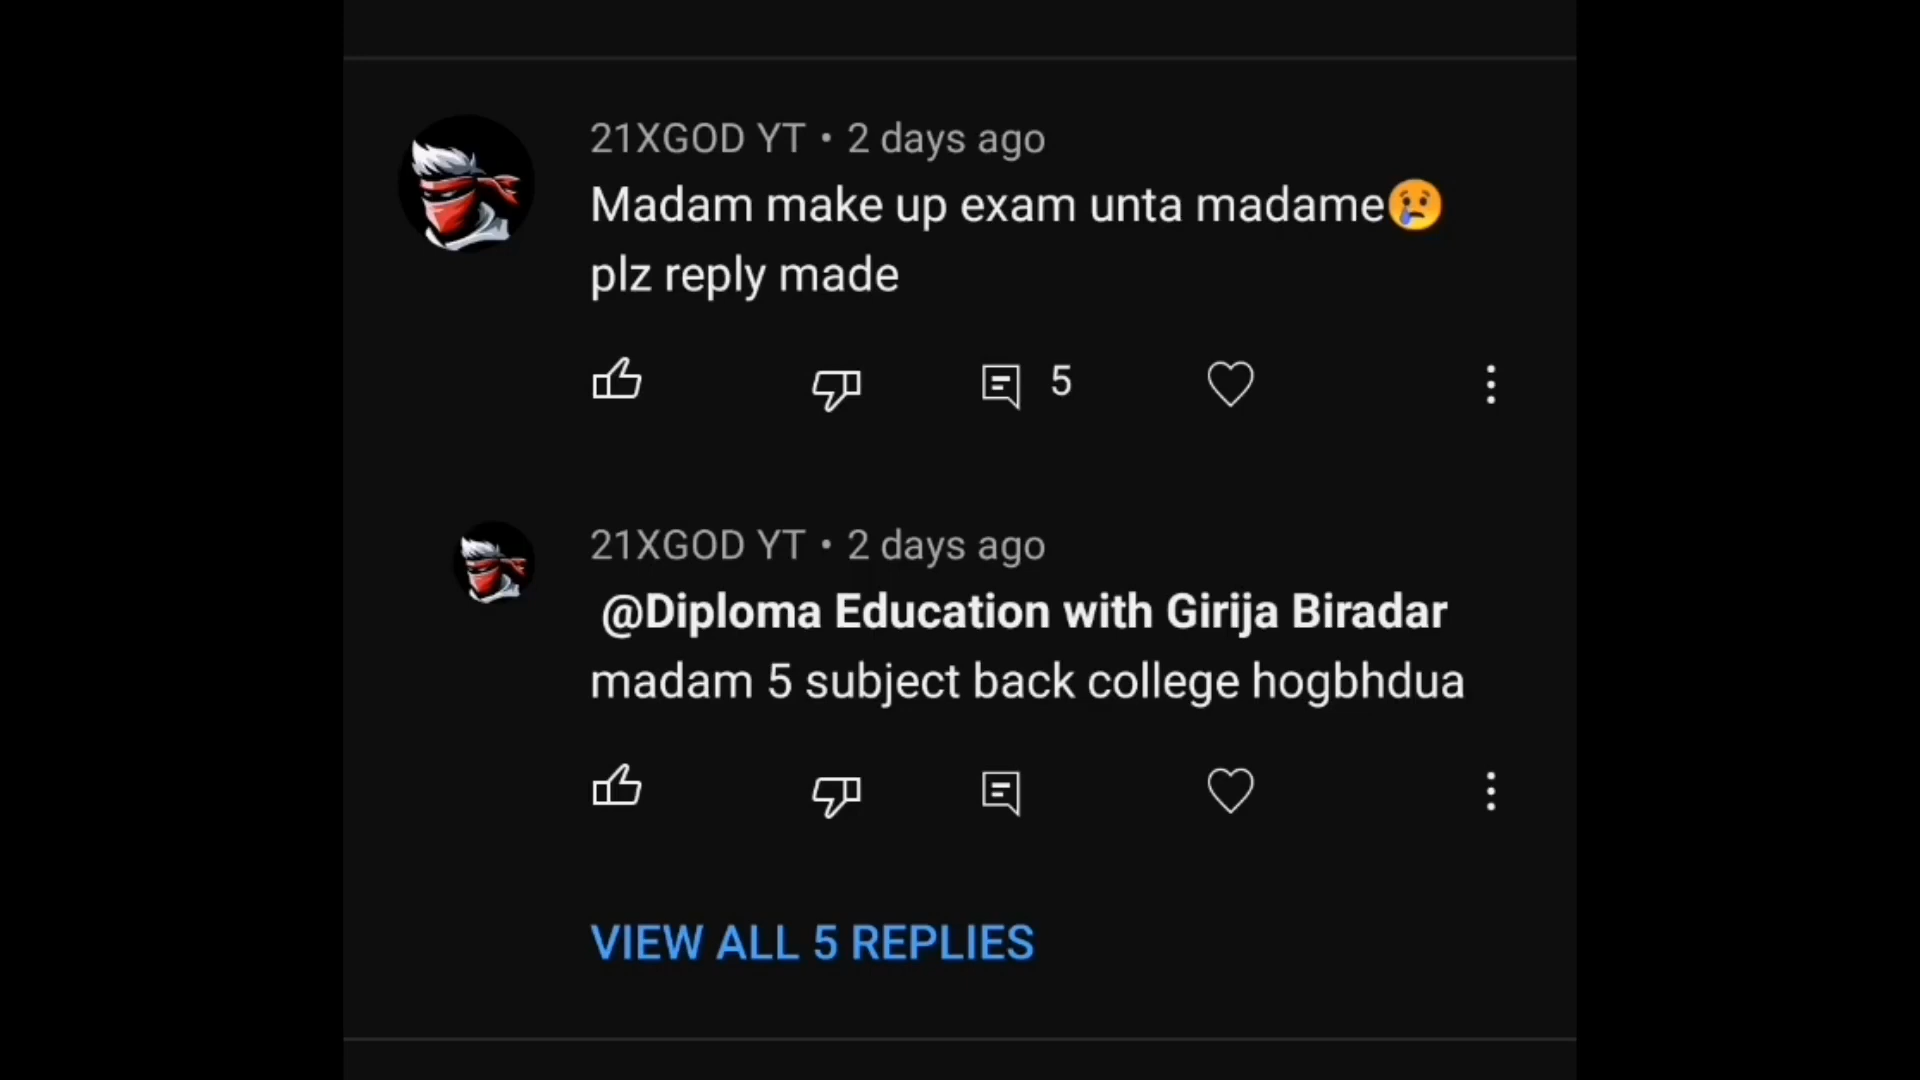 21XGOD YT • 2 days ago
Madam make up exam unta madame😢
plz reply made
5
21XGOD YT • 2 days ago
@Diploma Education with Girija Biradar
madam 5 subject back college hogbhdua
VIEW ALL 5 REPLIES